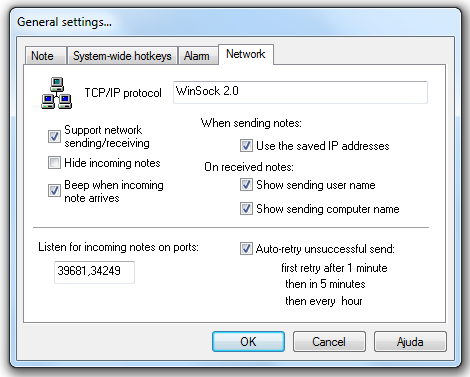 General settings...
Note
System-wide hotkeys
Alarm
Network
TCP/IP protocol
WinSock 2.0
Support network
sending/receiving
Hide incoming notes
Beep when incoming
note arrives
When sending notes:
Use the saved IP addresses
On received notes:
Show sending user name
Show sending computer name
Listen for incoming notes on ports:
39681,34249
Auto-retry unsuccessful send:
first retry after 1 minute
then in 5 minutes
then every hour
OK
Cancel
Ajuda